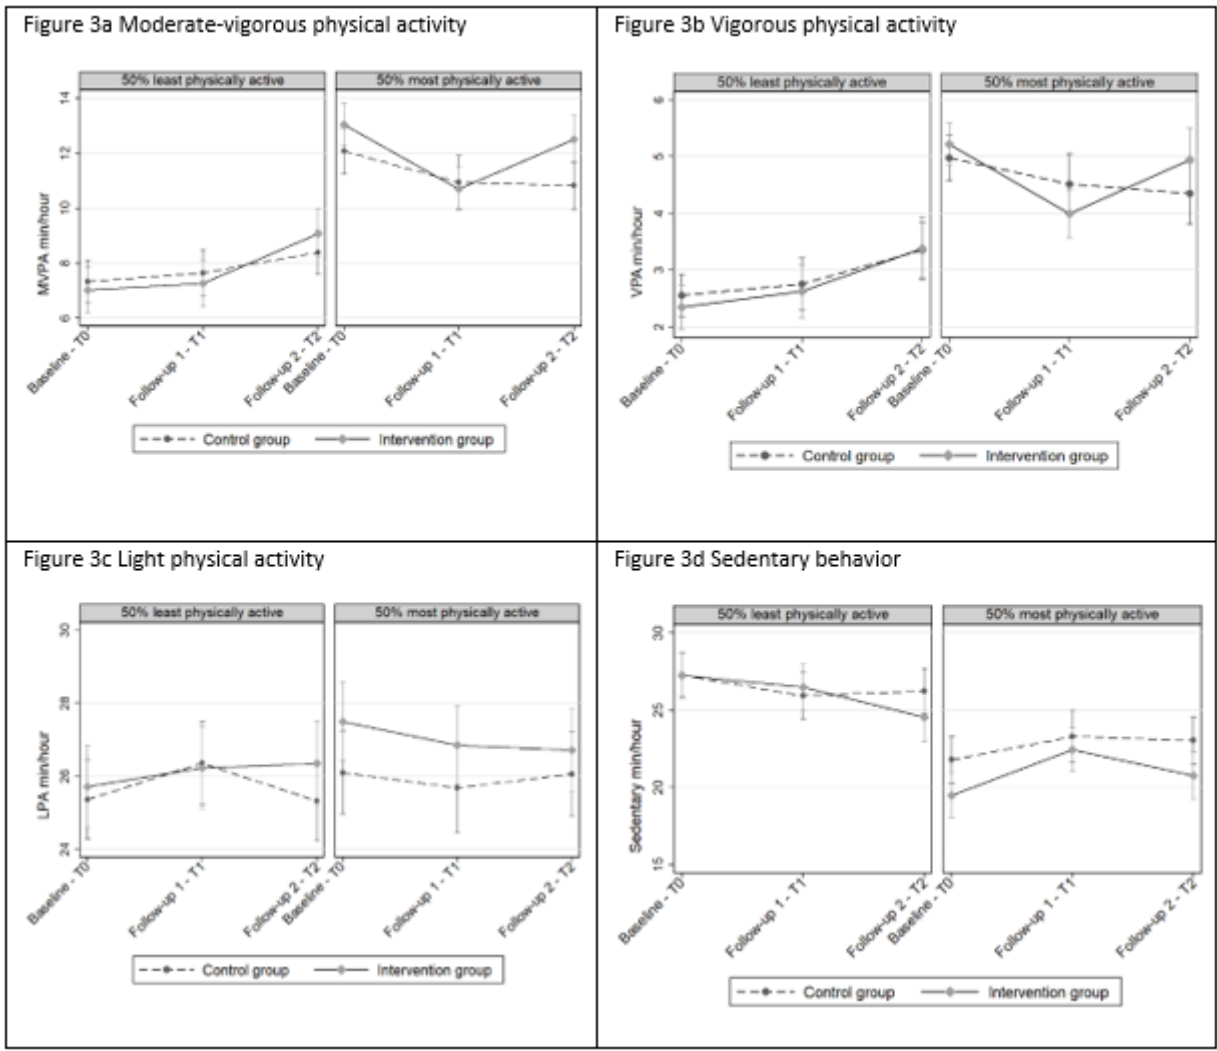 Figure 3a Moderate-vigorous physical activity
50% least physically active
50% most physically active
MVPA min/hour
14
12
10
8
6
Baseline - T0
Follow-up 1 - T1
Follow-up 2 - T2
Baseline - T0
Follow-up 1 - T1
Follow-up 2 - T2
Control group
Intervention group
Figure 3b Vigorous physical activity
50% least physically active
50% most physically active
VPA min/hour
6
5
4
3
2
Baseline - T0
Follow-up 1 - T1
Follow-up 2 - T2
Baseline - T0
Follow-up 1 - T1
Follow-up 2 - T2
Control group
Intervention group
Figure 3c Light physical activity
50% least physically active
50% most physically active
LPA min/hour
30
28
26
24
Baseline - T0
Follow-up 1 - T1
Follow-up 2 - T2
Baseline - T0
Follow-up 1 - T1
Follow-up 2 - T2
Control group
Intervention group
Figure 3d Sedentary behavior
50% least physically active
50% most physically active
Sedentary min/hour
30
25
20
15
Baseline - T0
Follow-up 1 - T1
Follow-up 2 - T2
Baseline - T0
Follow-up 1 - T1
Follow-up 2 - T2
Control group
Intervention group